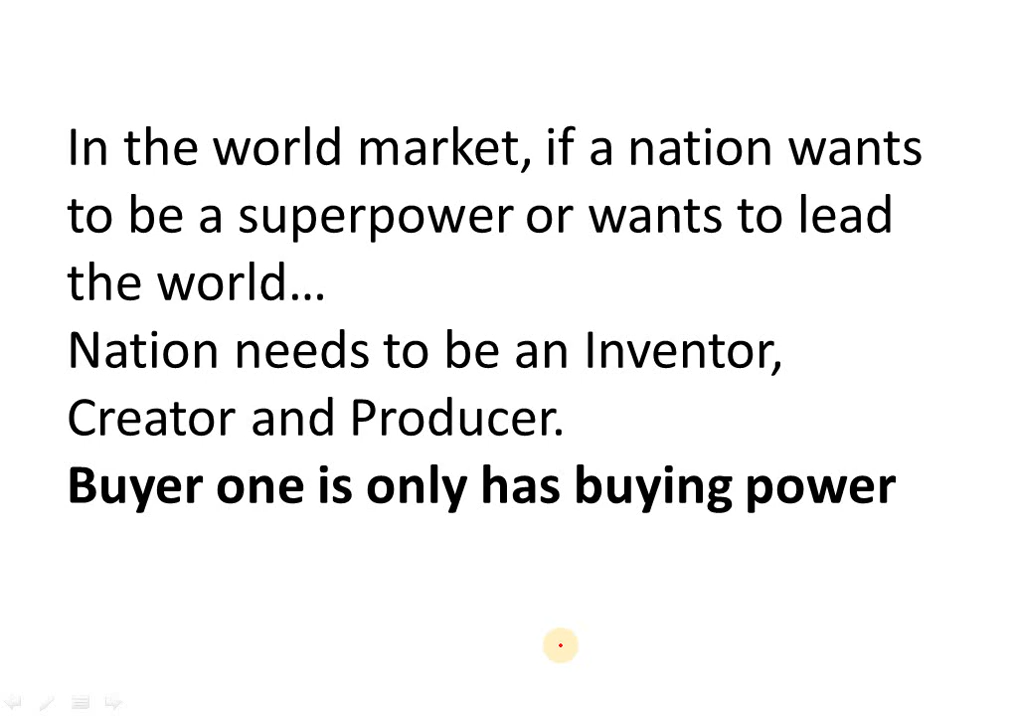 In the world market, if a nation wants
to be a superpower or wants to lead
the world…
Nation needs to be an Inventor,
Creator and Producer.
Buyer one is only has buying power